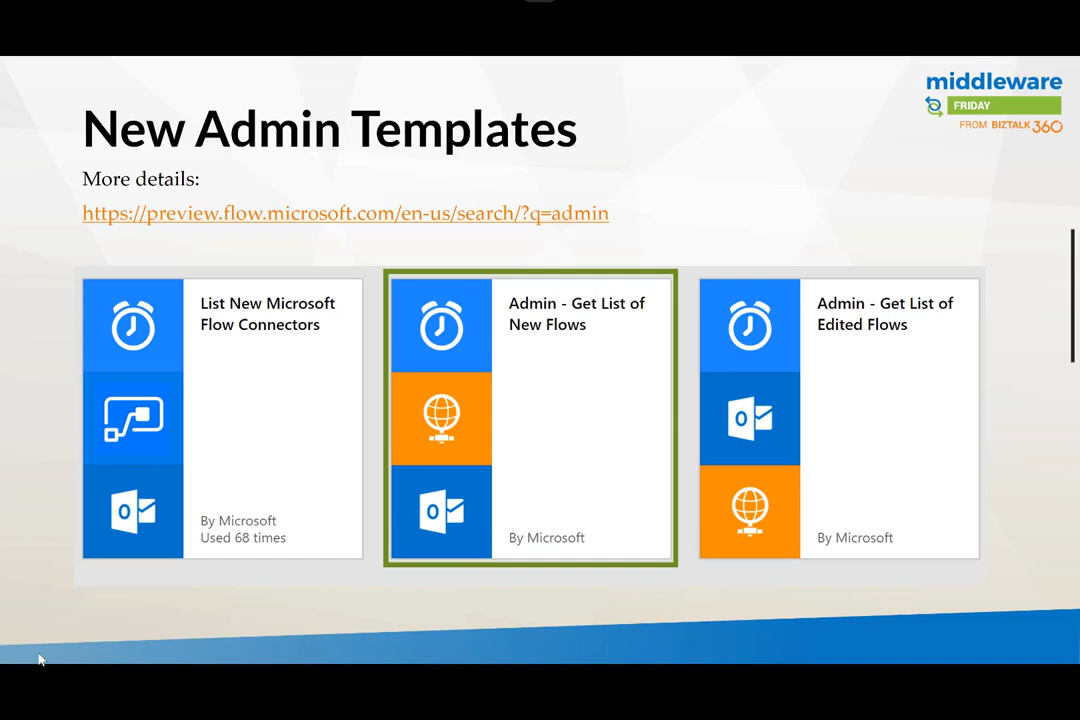 middleware
FRIDAY
FROM BIZTALK 360
New Admin Templates
More details:
https://preview.flow.microsoft.com/en-us/search/?q=admin
List New Microsoft
Flow Connectors
By Microsoft
Used 68 times
Admin - Get List of
New Flows
By Microsoft
Admin - Get List of
Edited Flows
By Microsoft